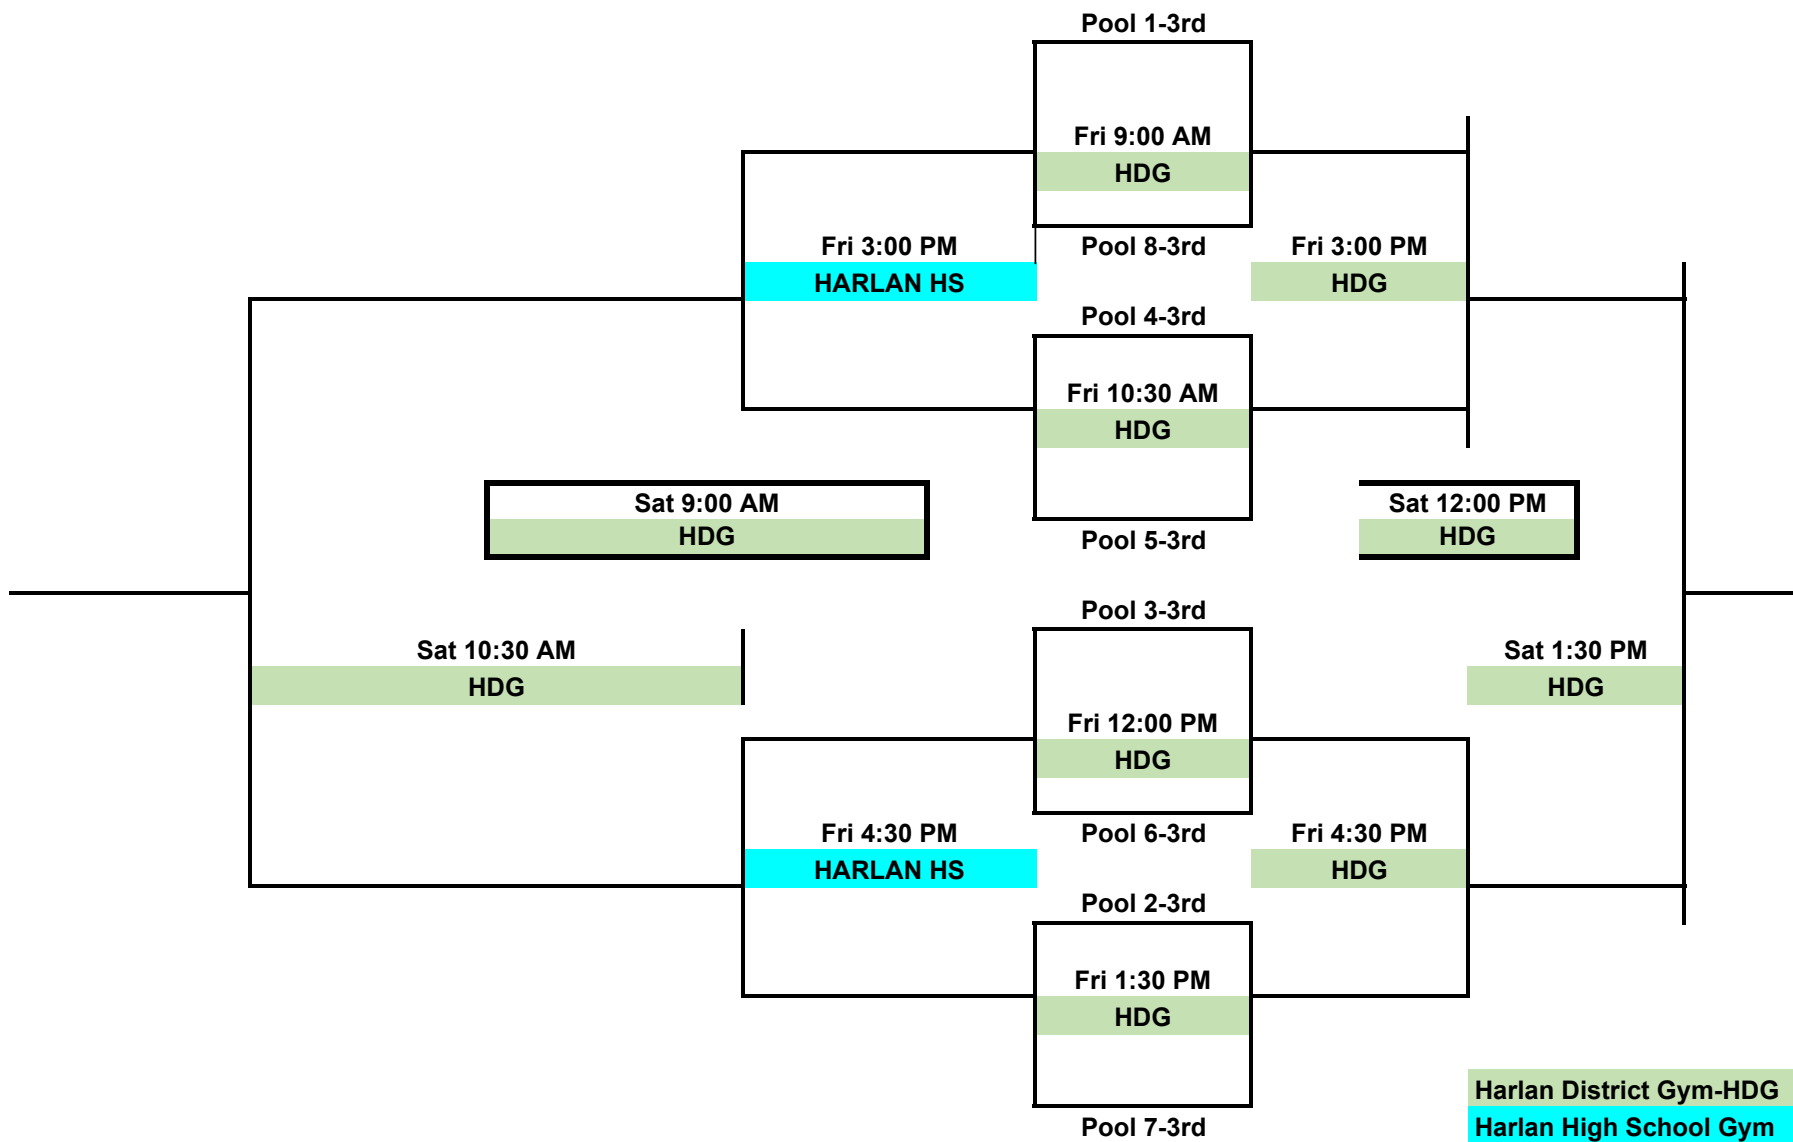 Pool 1-3rd
Fri 9:00 AM
HDG
Fri 3:00 PM
Pool 8-3rd
Fri 3:00 PM
HARLAN HS
HDG
Pool 4-3rd
Fri 10:30 AM
HDG
Sat 9:00 AM
Sat 12:00 PM
HDG
HDG
Pool 5-3rd
Pool 3-3rd
Sat 10:30 AM
Sat 1:30 PM
HDG
HDG
Fri 12:00 PM
HDG
Fri 4:30 PM
Pool 6-3rd
Fri 4:30 PM
HARLAN HS
HDG
Pool 2-3rd
Fri 1:30 PM
HDG
Harlan District Gym-HDG
Harlan High School Gym
Pool 7-3rd